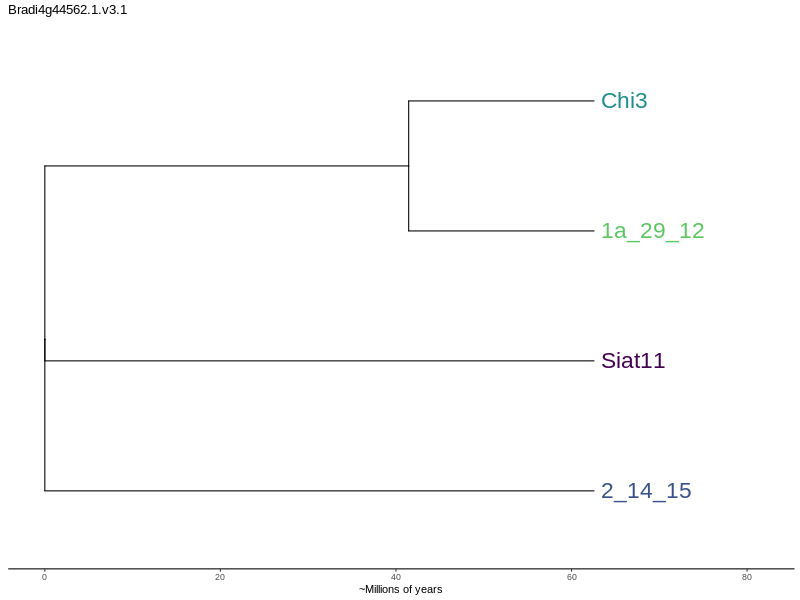 Bradi4g44562.1.v3.1
Chi3
1a_29_12
Siat11
2_14_15
0 20 40 60 80
~Millions of years